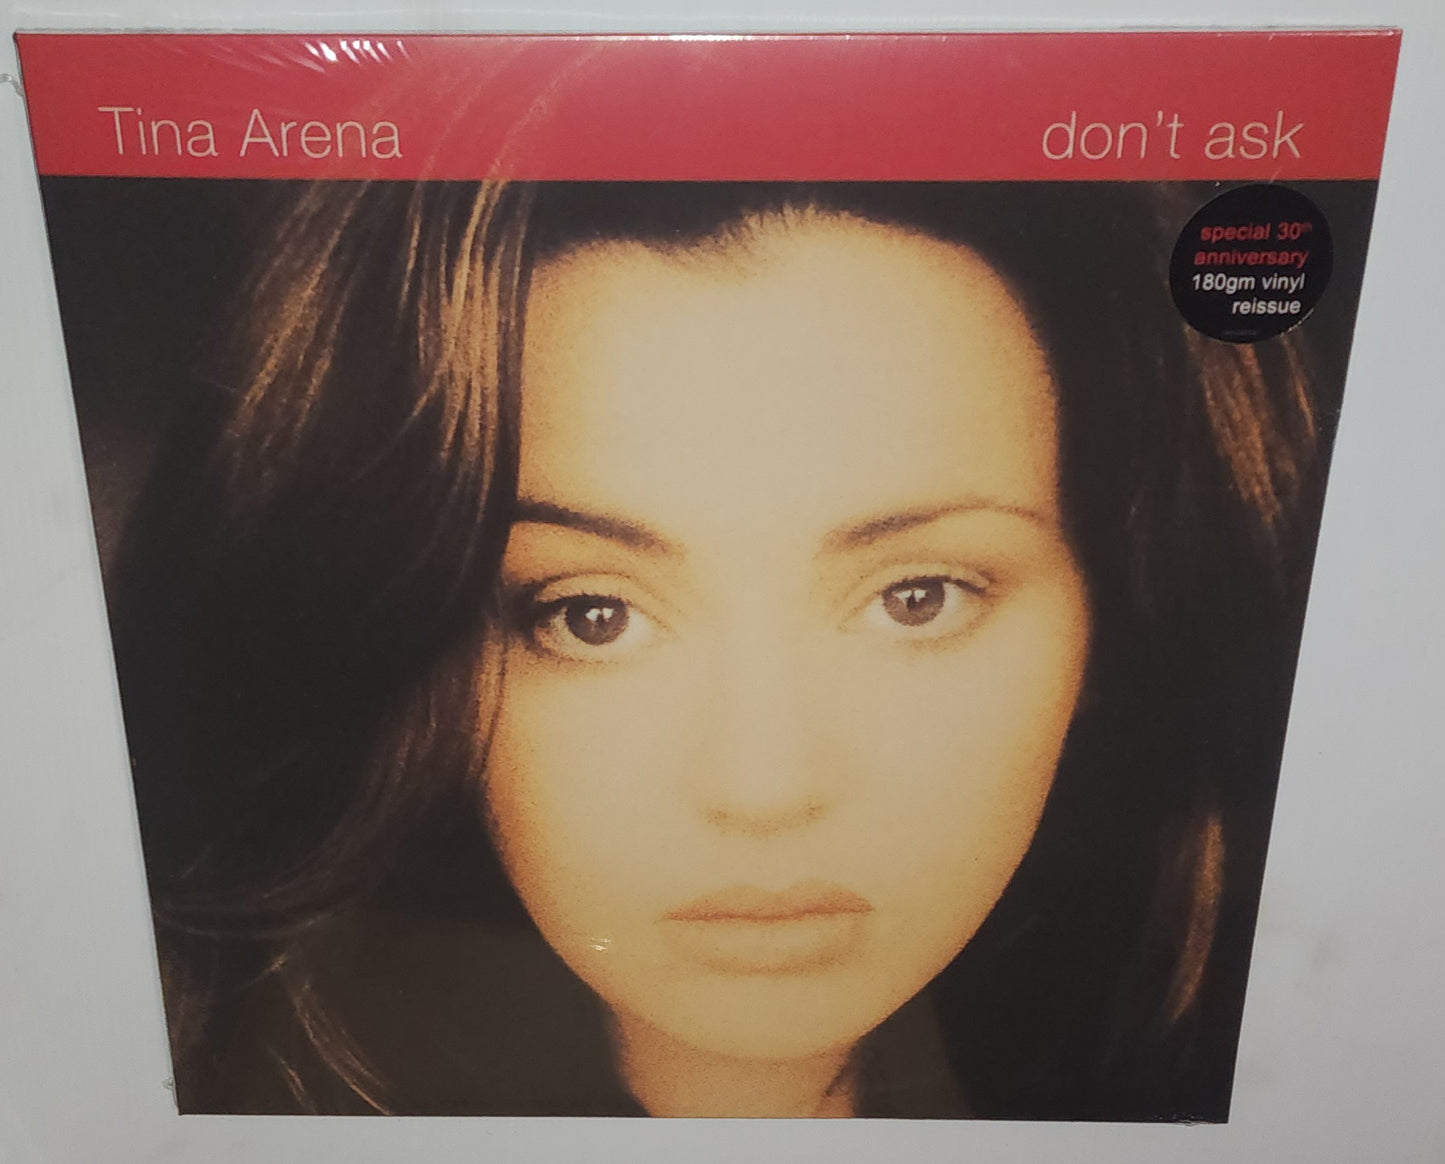 Tina Arena don't ask
special 30th
anniversary
180gm vinyl
reissue